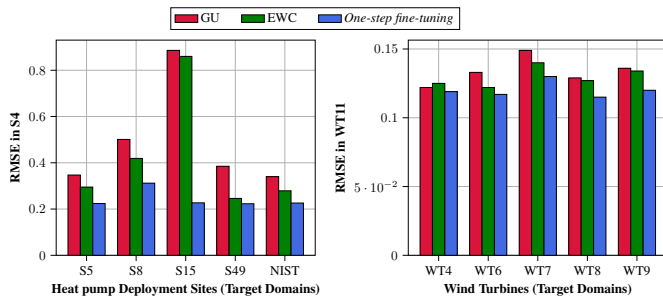 GU EWC One-step fine-tuning
RMSE in S4
0.8
0.6
0.4
0.2
0
S5 S8 S15 S49 NIST
Heat pump Deployment Sites (Target Domains)
RMSE in WT11
0.15
0.1
5 · 10⁻²
0
WT4 WT6 WT7 WT8 WT9
Wind Turbines (Target Domains)